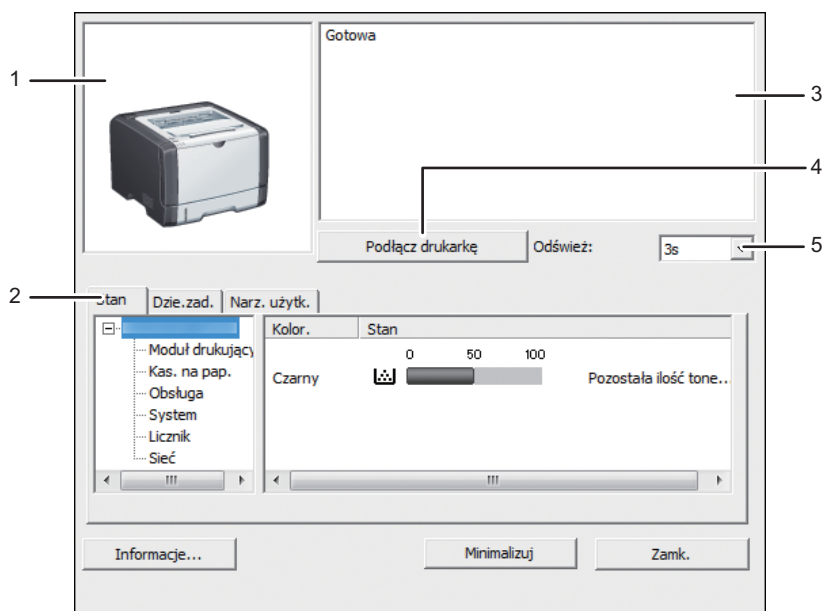 Gotowa
1
3
4
Podłącz drukarkę
Odśwież:
3s
5
2
Stan
Dzie.zad.
Narz. użytk.
Kolor.
Stan
Moduł drukujący
Kas. na pap.
Obsługa
System
Licznik
Sieć
0 50 100
Czarny
Pozostała ilość tone...
Informacje...
Minimalizuj
Zamk.